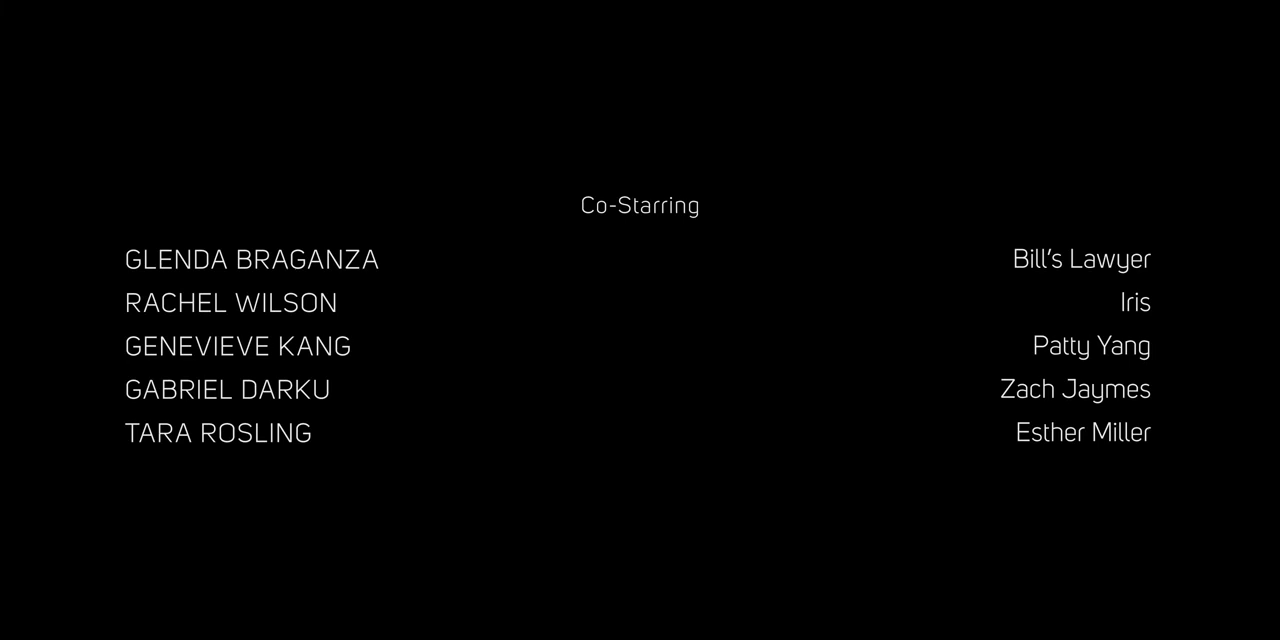 Co-Starring
GLENDA BRAGANZA Bill's Lawyer
RACHEL WILSON Iris
GENEVIEVE KANG Patty Yang
GABRIEL DARKU Zach Jaymes
TARA ROSLING Esther Miller